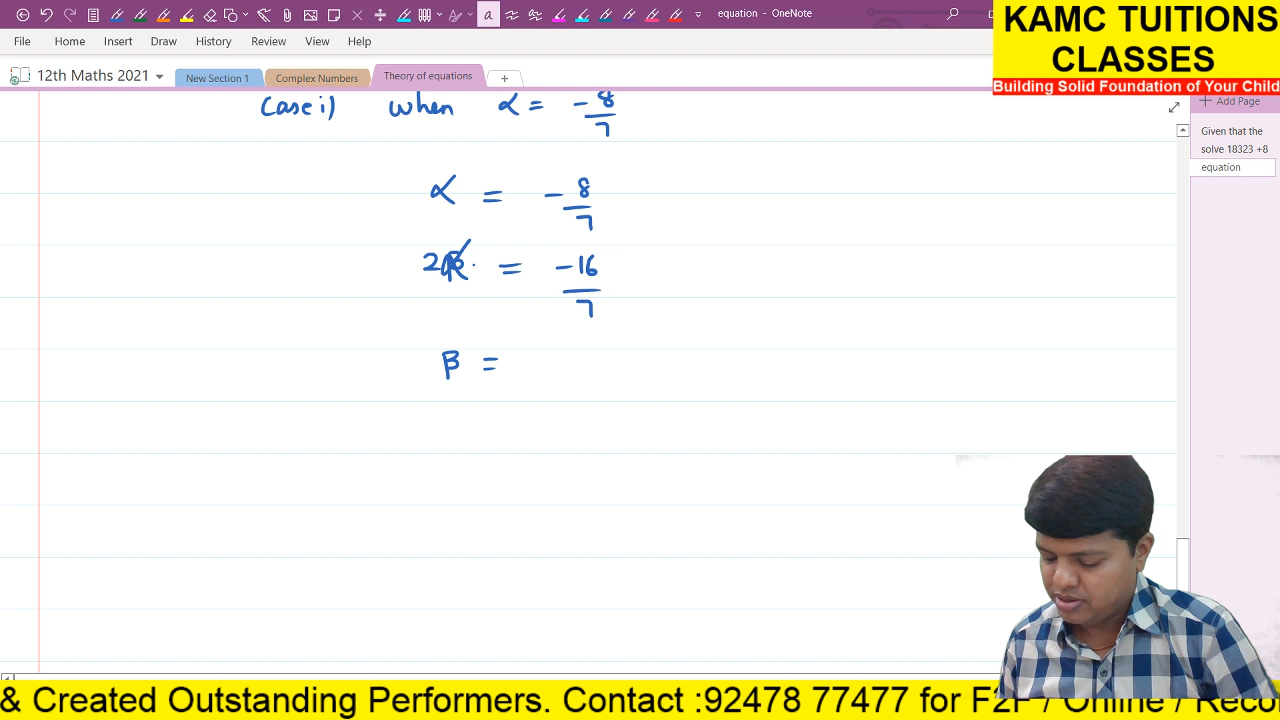 equation - OneNote
KAMC TUITIONS
CLASSES
Building Solid Foundation of Your Child
File Home Insert Draw History Review View Help
12th Maths 2021 New Section 1 Complex Numbers Theory of equations
Add Page
Given that the
solve 18323 +8
equation
Case i) when α = -8/7
α = -8/7
2α = -16/7
β =
& Created Outstanding Performers. Contact :92478 77477 for F2F / Online / Reco